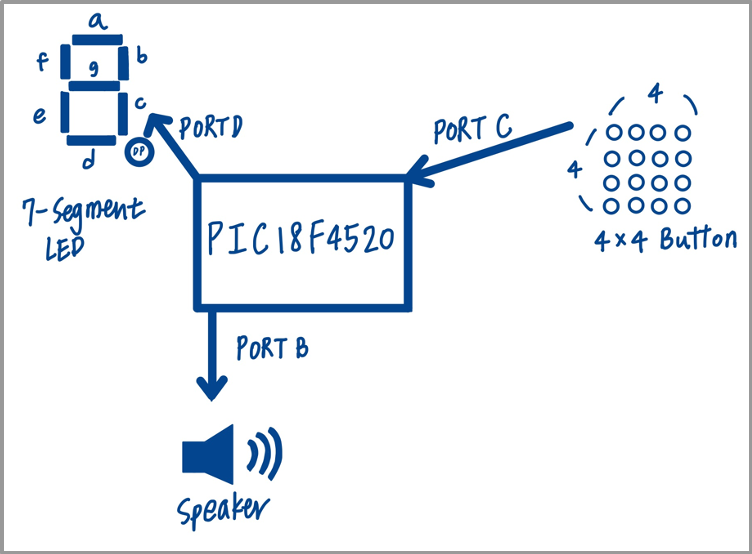 a
f
g
b
e
c
d
DP
7-Segment
LED
PORTD
PORT C
4
4
4×4 Button
PIC18F4520
PORT B
Speaker